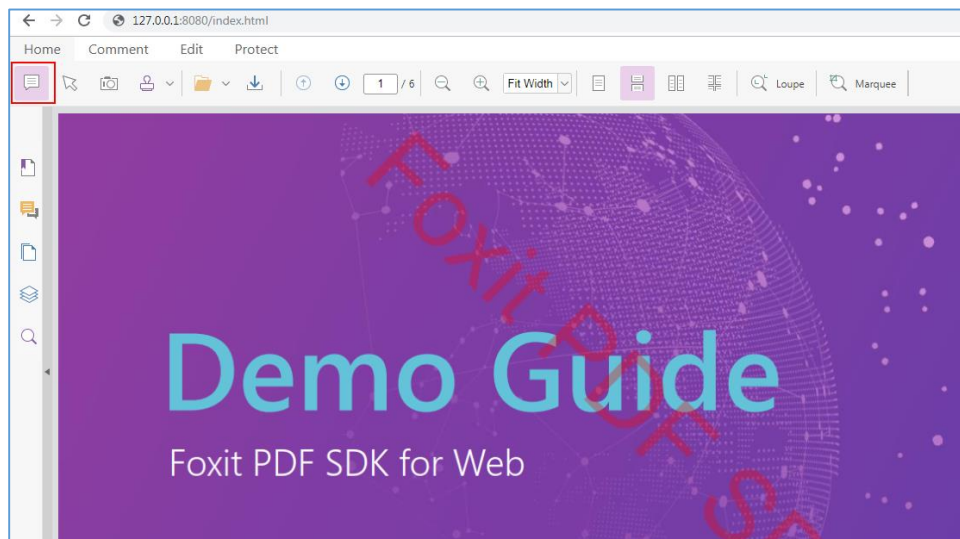 127.0.0.1:8080/index.html
Home Comment Edit Protect
1 / 6 Fit Width Loupe Marquee
Foxit PDF
Demo Guide
Foxit PDF SDK for Web